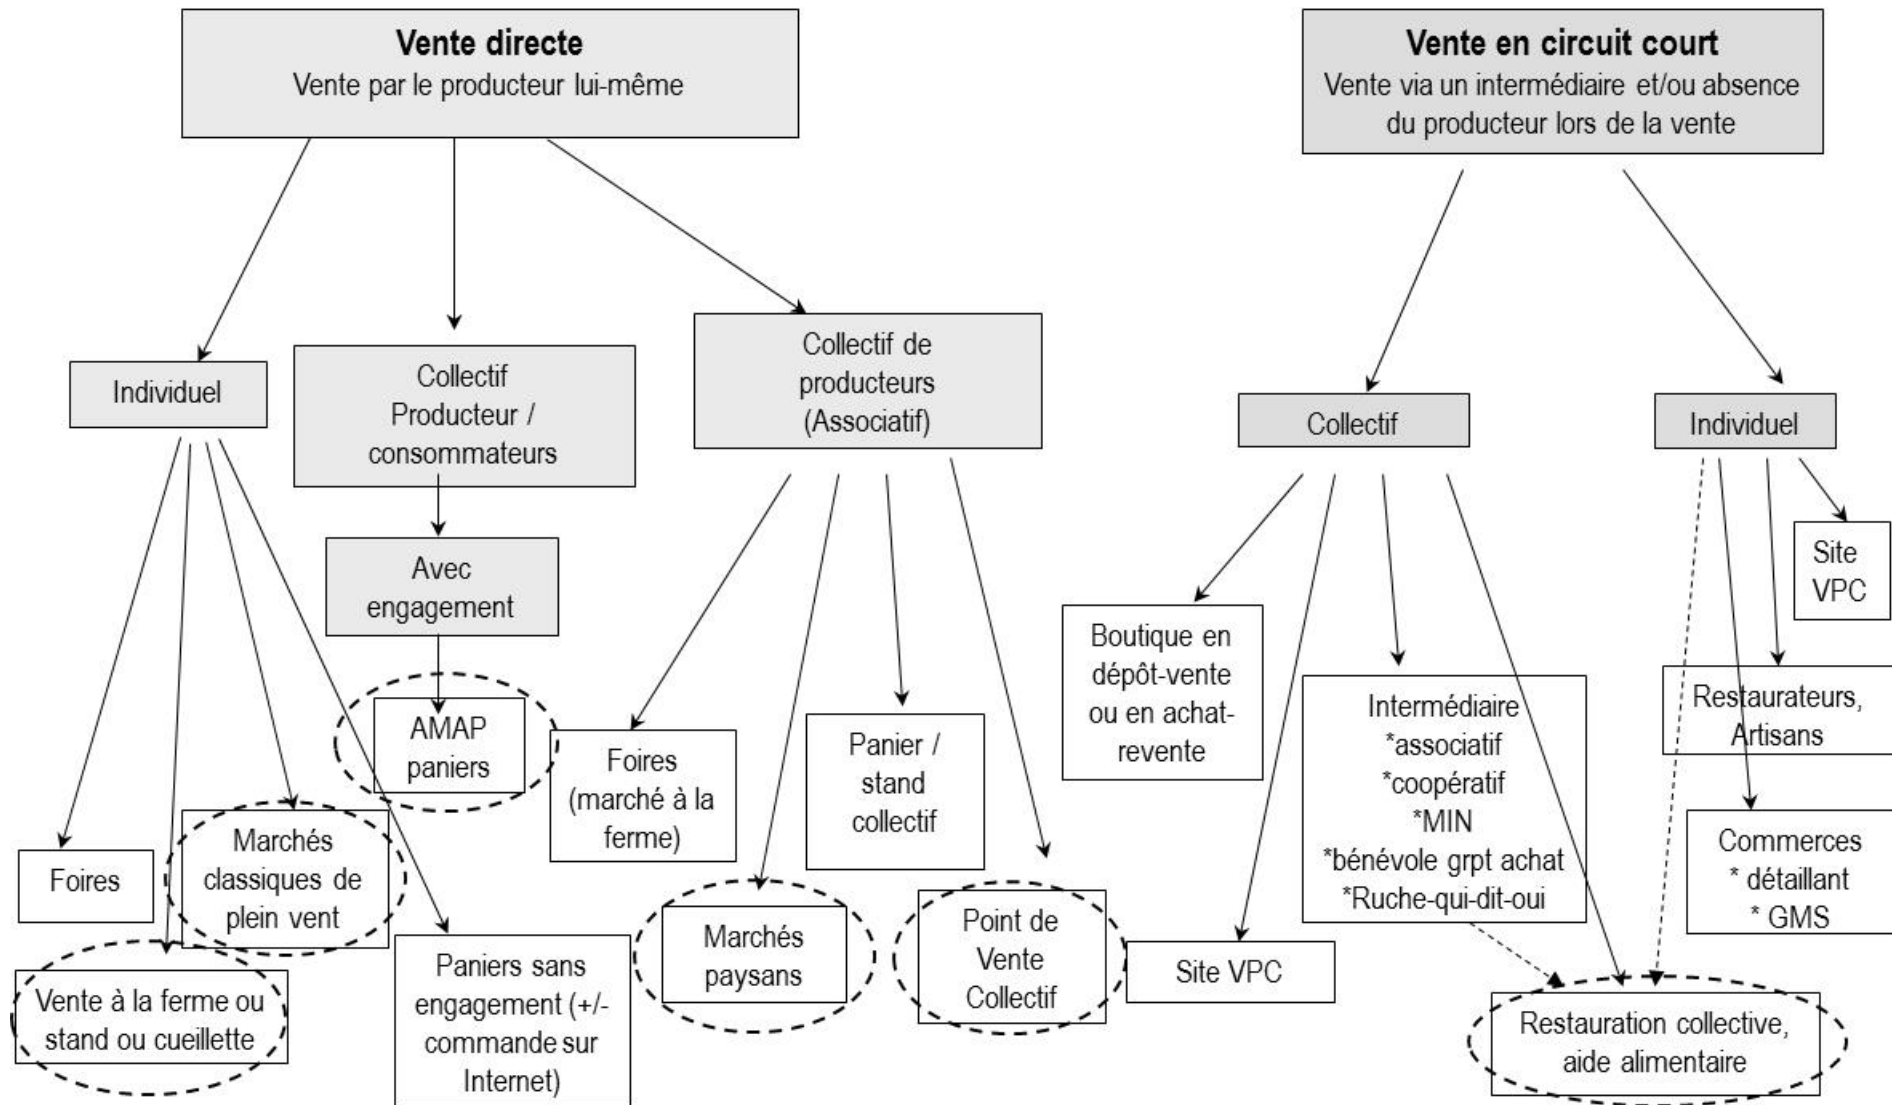 Vente directe
Vente par le producteur lui-même
Vente en circuit court
Vente via un intermédiaire et/ou absence
du producteur lors de la vente
Individuel
Collectif
Producteur /
consommateurs
Collectif de
producteurs
(Associatif)
Collectif
Individuel
Avec
engagement
Site
VPC
AMAP
paniers
Foires
(marché à la
ferme)
Panier /
stand
collectif
Boutique en
dépôt-vente
ou en achat-
revente
Intermédiaire
*associatif
*coopératif
*MIN
*bénévole grpt achat
*Ruche-qui-dit-oui
Restaurateurs,
Artisans
Foires
Marchés
classiques de
plein vent
Commerces
* détaillant
* GMS
Vente à la ferme ou
stand ou cueillette
Paniers sans
engagement (+/-
commande sur
Internet)
Marchés
paysans
Point de
Vente
Collectif
Site VPC
Restauration collective,
aide alimentaire